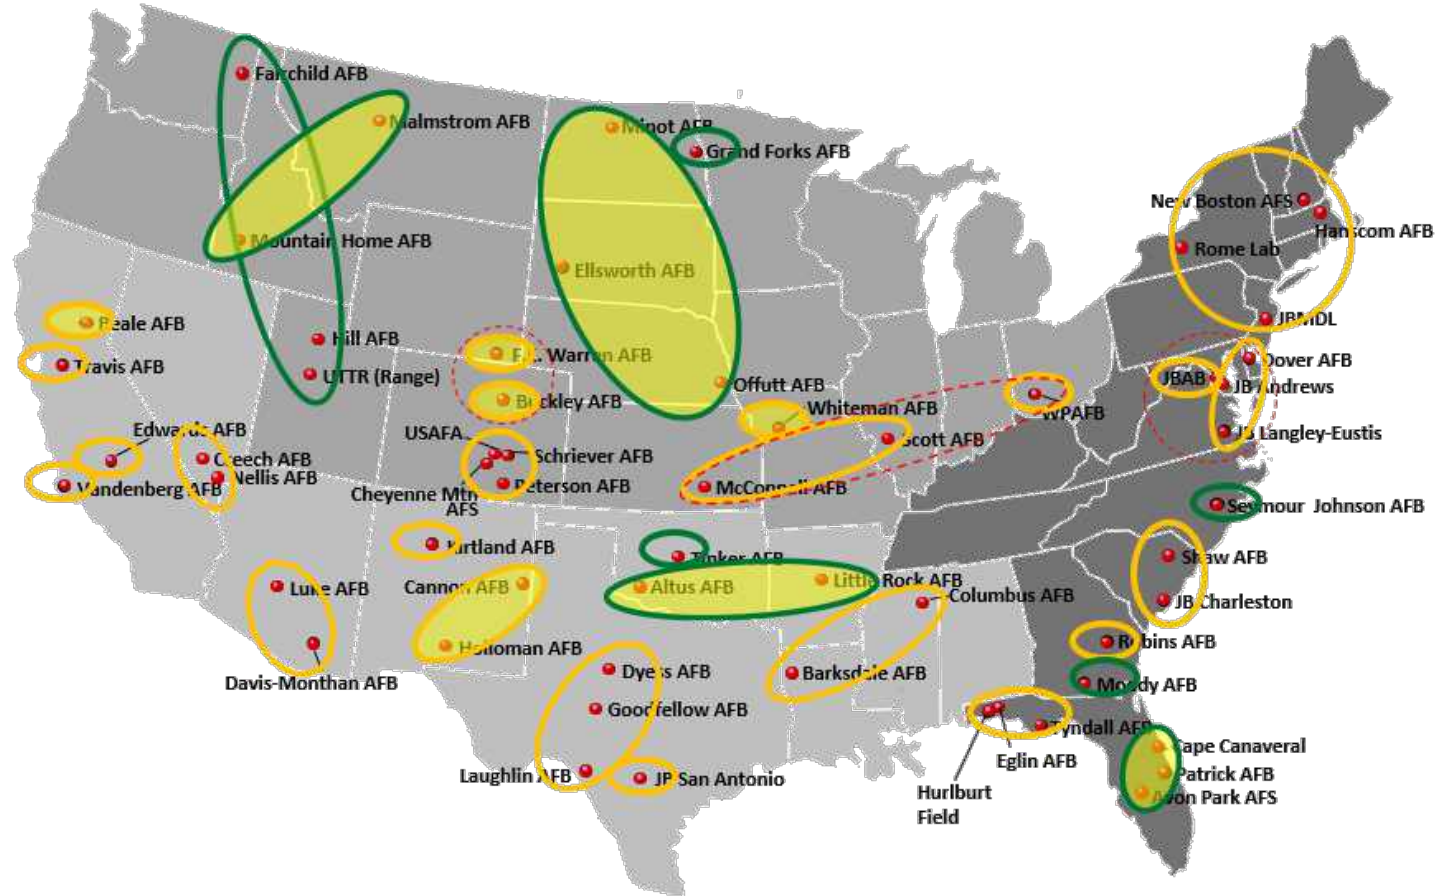 Fairchild AFB
Malmstrom AFB
Minot AFB
Grand Forks AFB
New Boston AFS
Hanscom AFB
Mountain Home AFB
Rome Lab
Ellsworth AFB
Beale AFB
JBMDL
Hill AFB
F.E. Warren AFB
Travis AFB
Dover AFB
UTTR (Range)
JBAB
JB Andrews
Offutt AFB
Buckley AFB
Whiteman AFB
WPAFB
Edwards AFB
USAFA
Scott AFB
JB Langley-Eustis
Creech AFB
Schriever AFB
Nellis AFB
Vandenberg AFB
Peterson AFB
McConnell AFB
Cheyenne Mtn
AFS
Seymour Johnson AFB
Kirtland AFB
Tinker AFB
Shaw AFB
Luke AFB
Cannon AFB
Altus AFB
Little Rock AFB
Columbus AFB
JB Charleston
Holloman AFB
Robins AFB
Davis-Monthan AFB
Dyess AFB
Barksdale AFB
Moody AFB
Goodfellow AFB
Tyndall AFB
Cape Canaveral
Eglin AFB
Laughlin AFB
JB San Antonio
Patrick AFB
Hurlburt
Field
Avon Park AFS